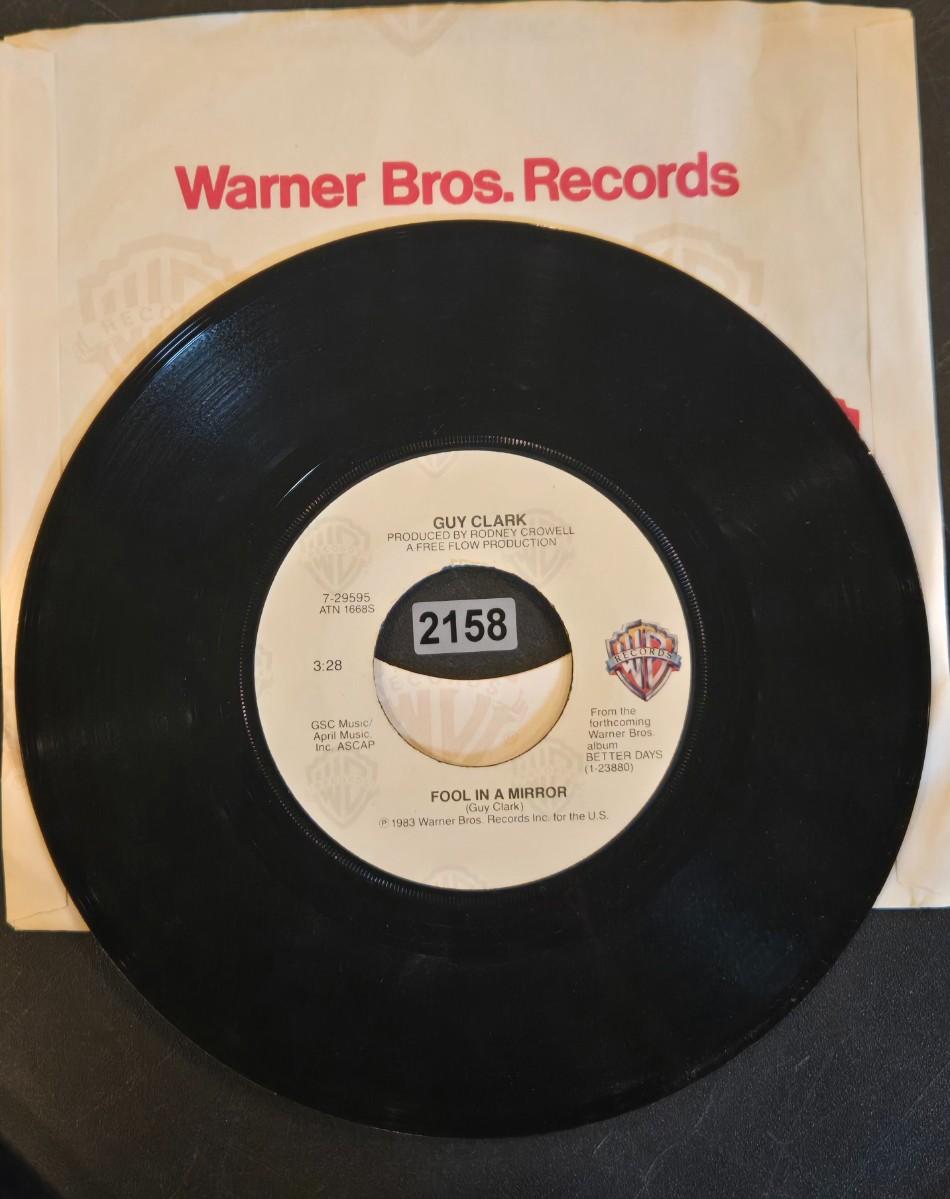 Warner Bros. Records
GUY CLARK
PRODUCED BY RODNEY CROWELL
A FREE FLOW PRODUCTION
7-29595
ATN 1668S
2158
3:28
RECORDS
GSC Music/
April Music,
Inc. ASCAP
From the
forthcoming
Warner Bros.
album
BETTER DAYS
(1-23880)
FOOL IN A MIRROR
(Guy Clark)
℗ 1983 Warner Bros. Records Inc. for the U.S.